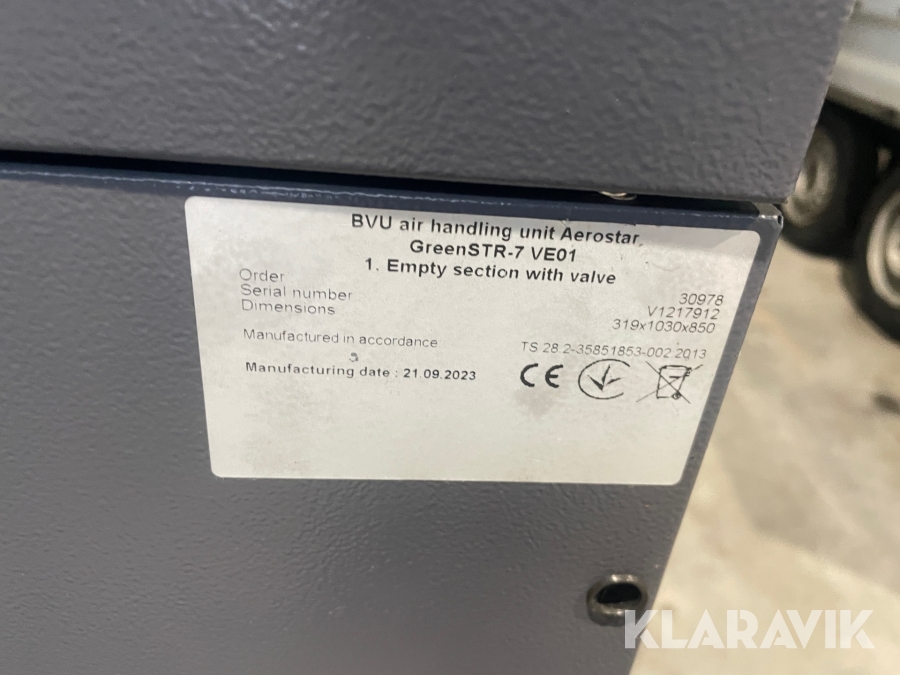 BVU air handling unit Aerostar
GreenSTR-7 VE01
1. Empty section with valve
Order 30978
Serial number V1217912
Dimensions 319x1030x850
Manufactured in accordance TS 28.2-35851853-002 2013
Manufacturing date : 21.09.2023
CE
KLARAVIK